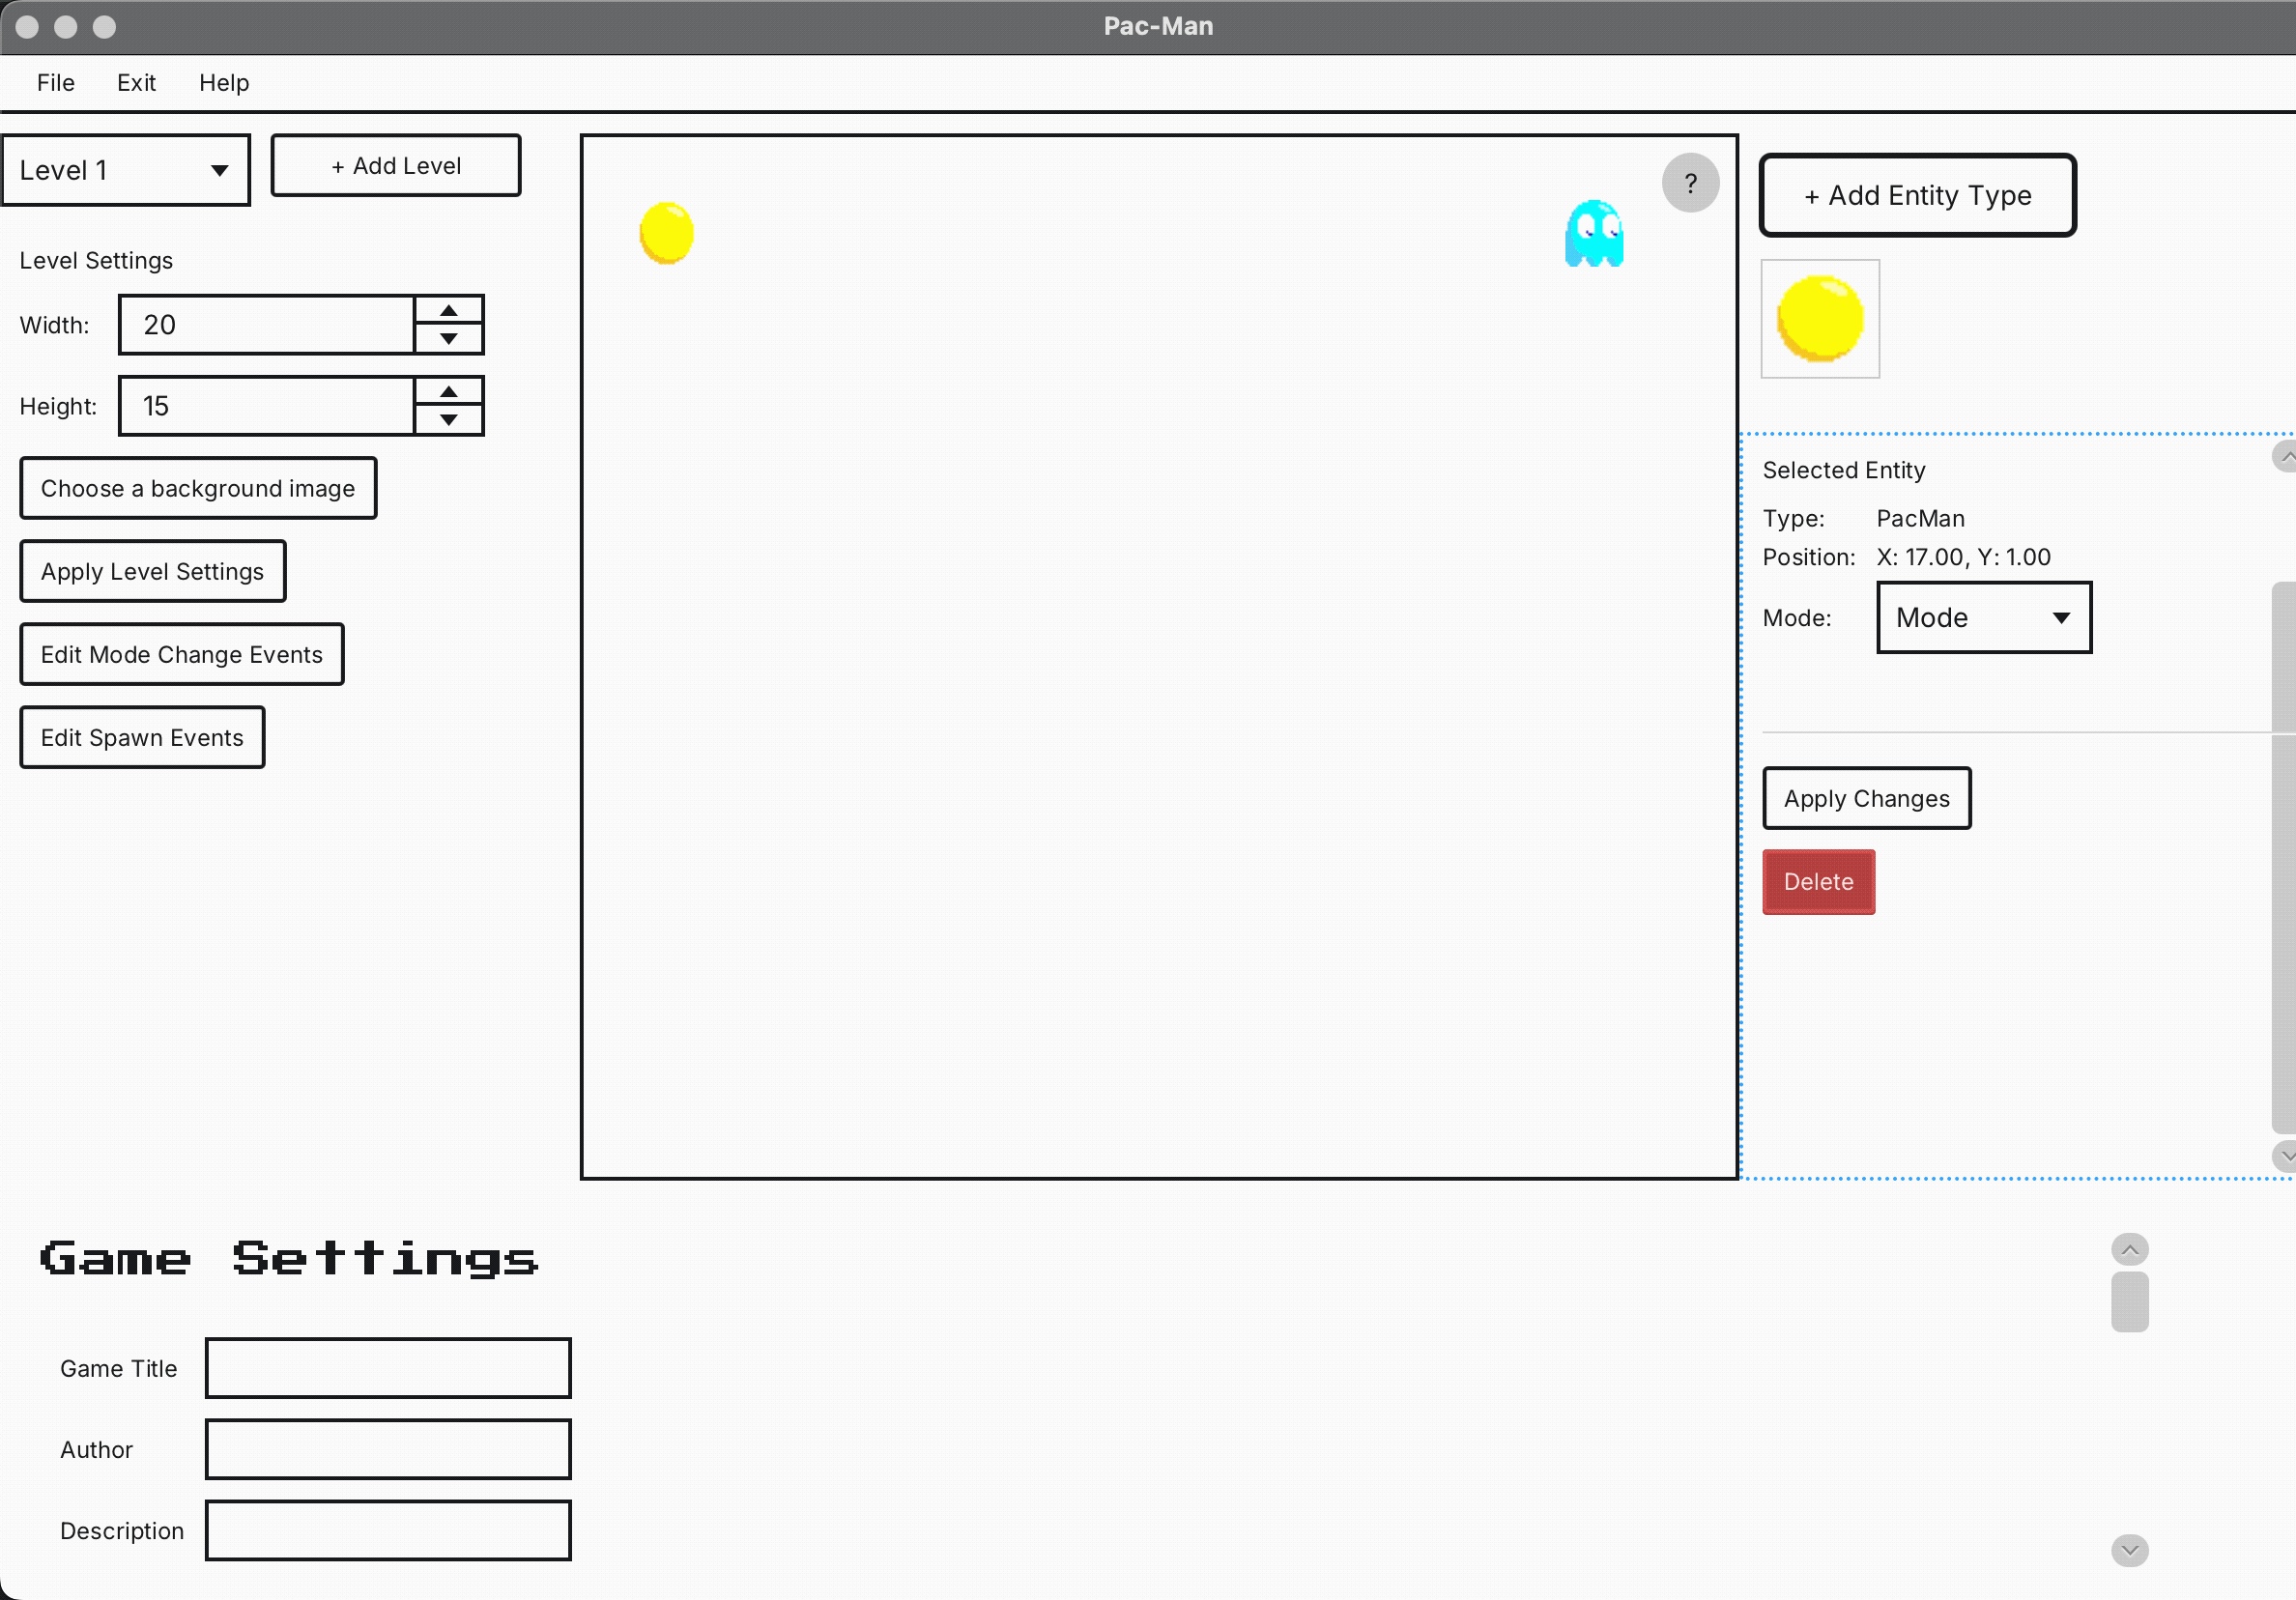 Pac-Man
File Exit Help
Level 1
+ Add Level
Level Settings
Width: 20
Height: 15
Choose a background image
Apply Level Settings
Edit Mode Change Events
Edit Spawn Events
?
+ Add Entity Type
Selected Entity
Type: PacMan
Position: X: 17.00, Y: 1.00
Mode: Mode
Apply Changes
Delete
Game Settings
Game Title
Author
Description